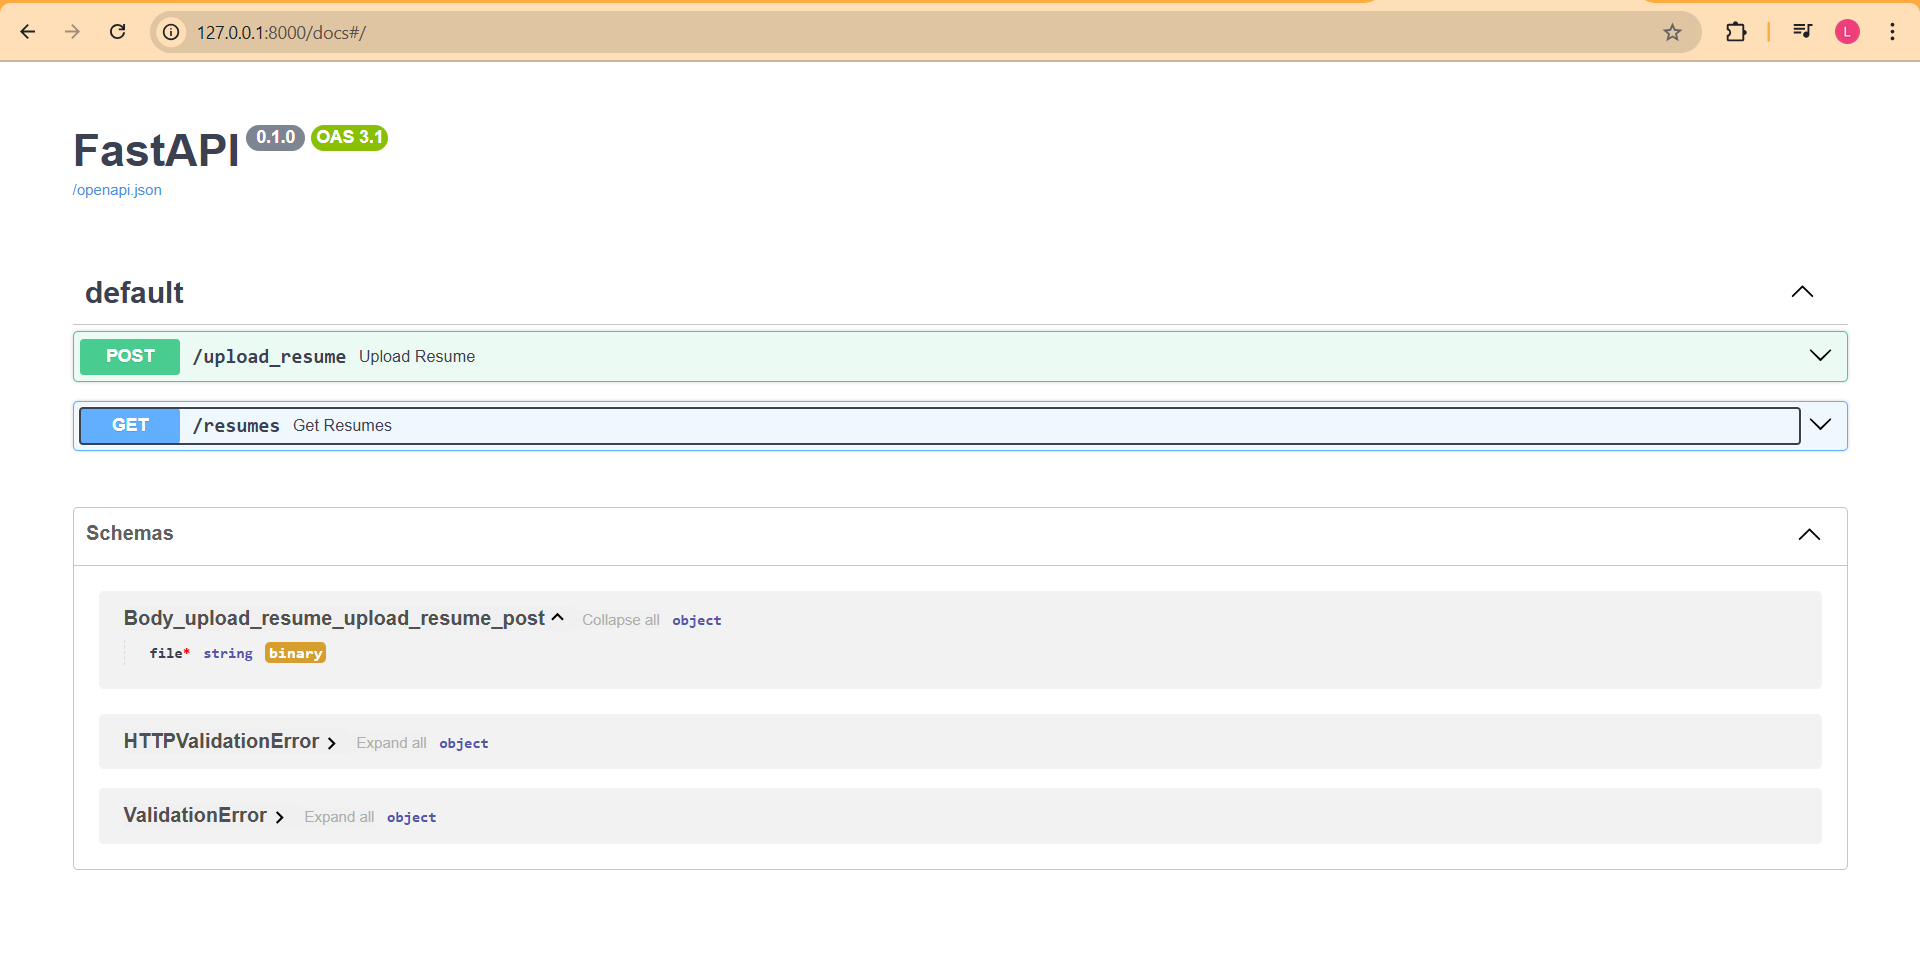 127.0.0.1:8000/docs#/
L
FastAPI 0.1.0 OAS 3.1
/openapi.json
default
POST /upload_resume Upload Resume
GET /resumes Get Resumes
Schemas
Body_upload_resume_upload_resume_post Collapse all object
file* string binary
HTTPValidationError Expand all object
ValidationError Expand all object